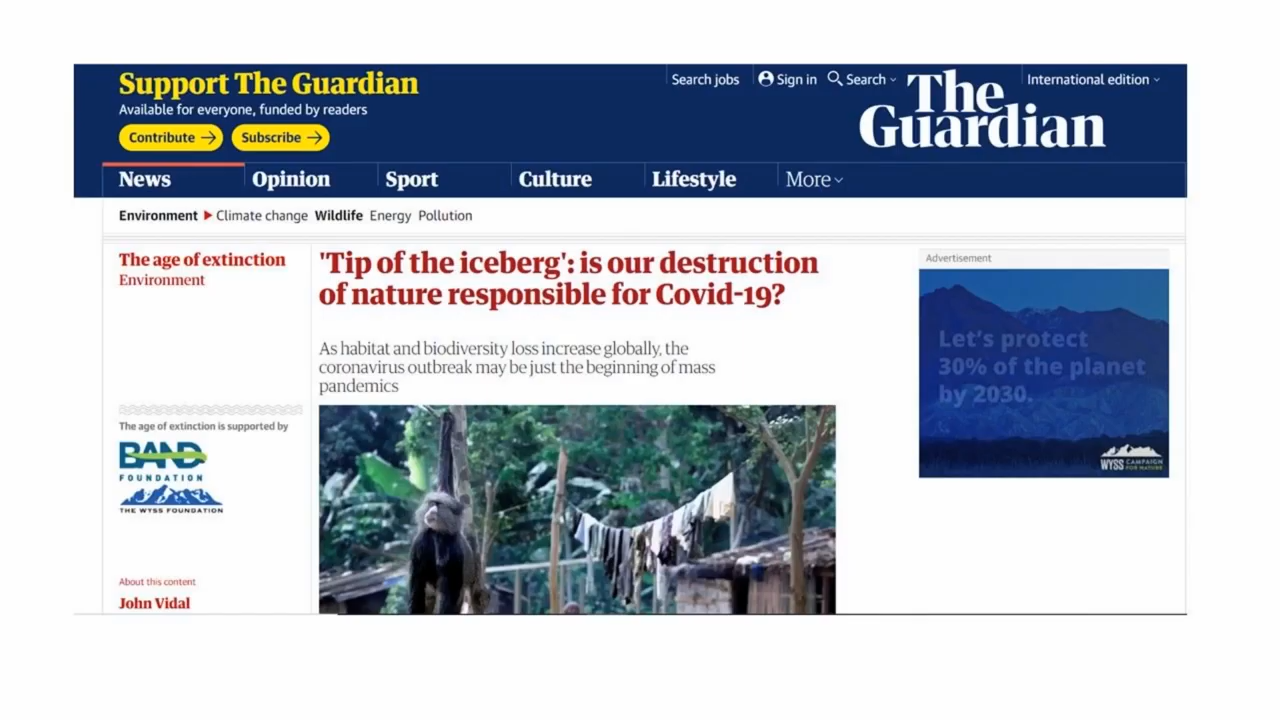 Support The Guardian
Available for everyone, funded by readers
Contribute →
Subscribe →
Search jobs
Sign in
Search
International edition
The
Guardian
News
Opinion
Sport
Culture
Lifestyle
More
Environment
Climate change
Wildlife
Energy
Pollution
The age of extinction
Environment
'Tip of the iceberg': is our destruction
of nature responsible for Covid-19?
As habitat and biodiversity loss increase globally, the
coronavirus outbreak may be just the beginning of mass
pandemics
The age of extinction is supported by
BAND
FOUNDATION
THE WYSS FOUNDATION
About this content
John Vidal
Advertisement
Let's protect
30% of the planet
by 2030.
WYSS CAMPAIGN
FOR NATURE